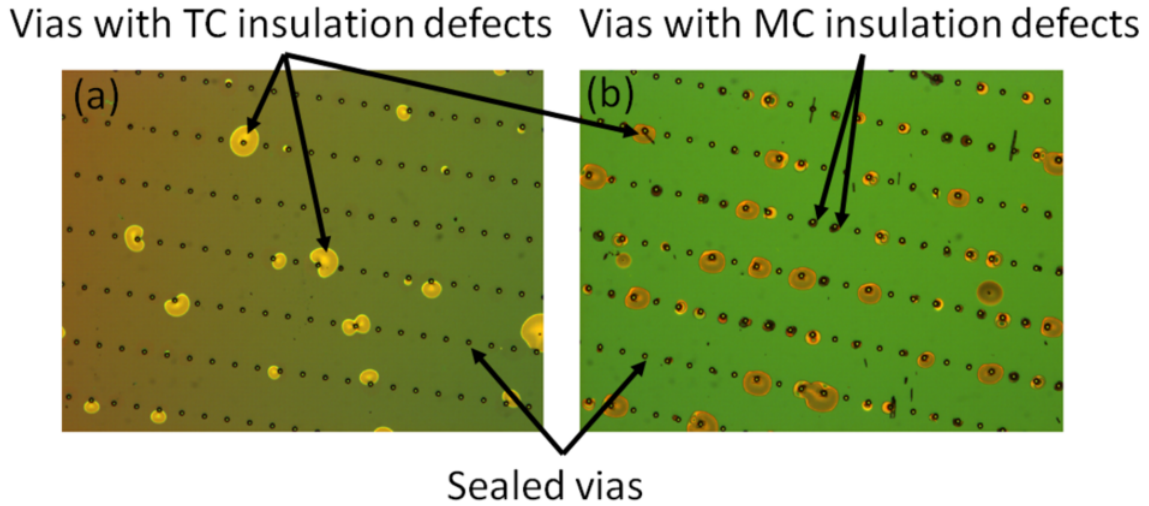 Vias with TC insulation defects
Vias with MC insulation defects
(a)
(b)
Sealed vias